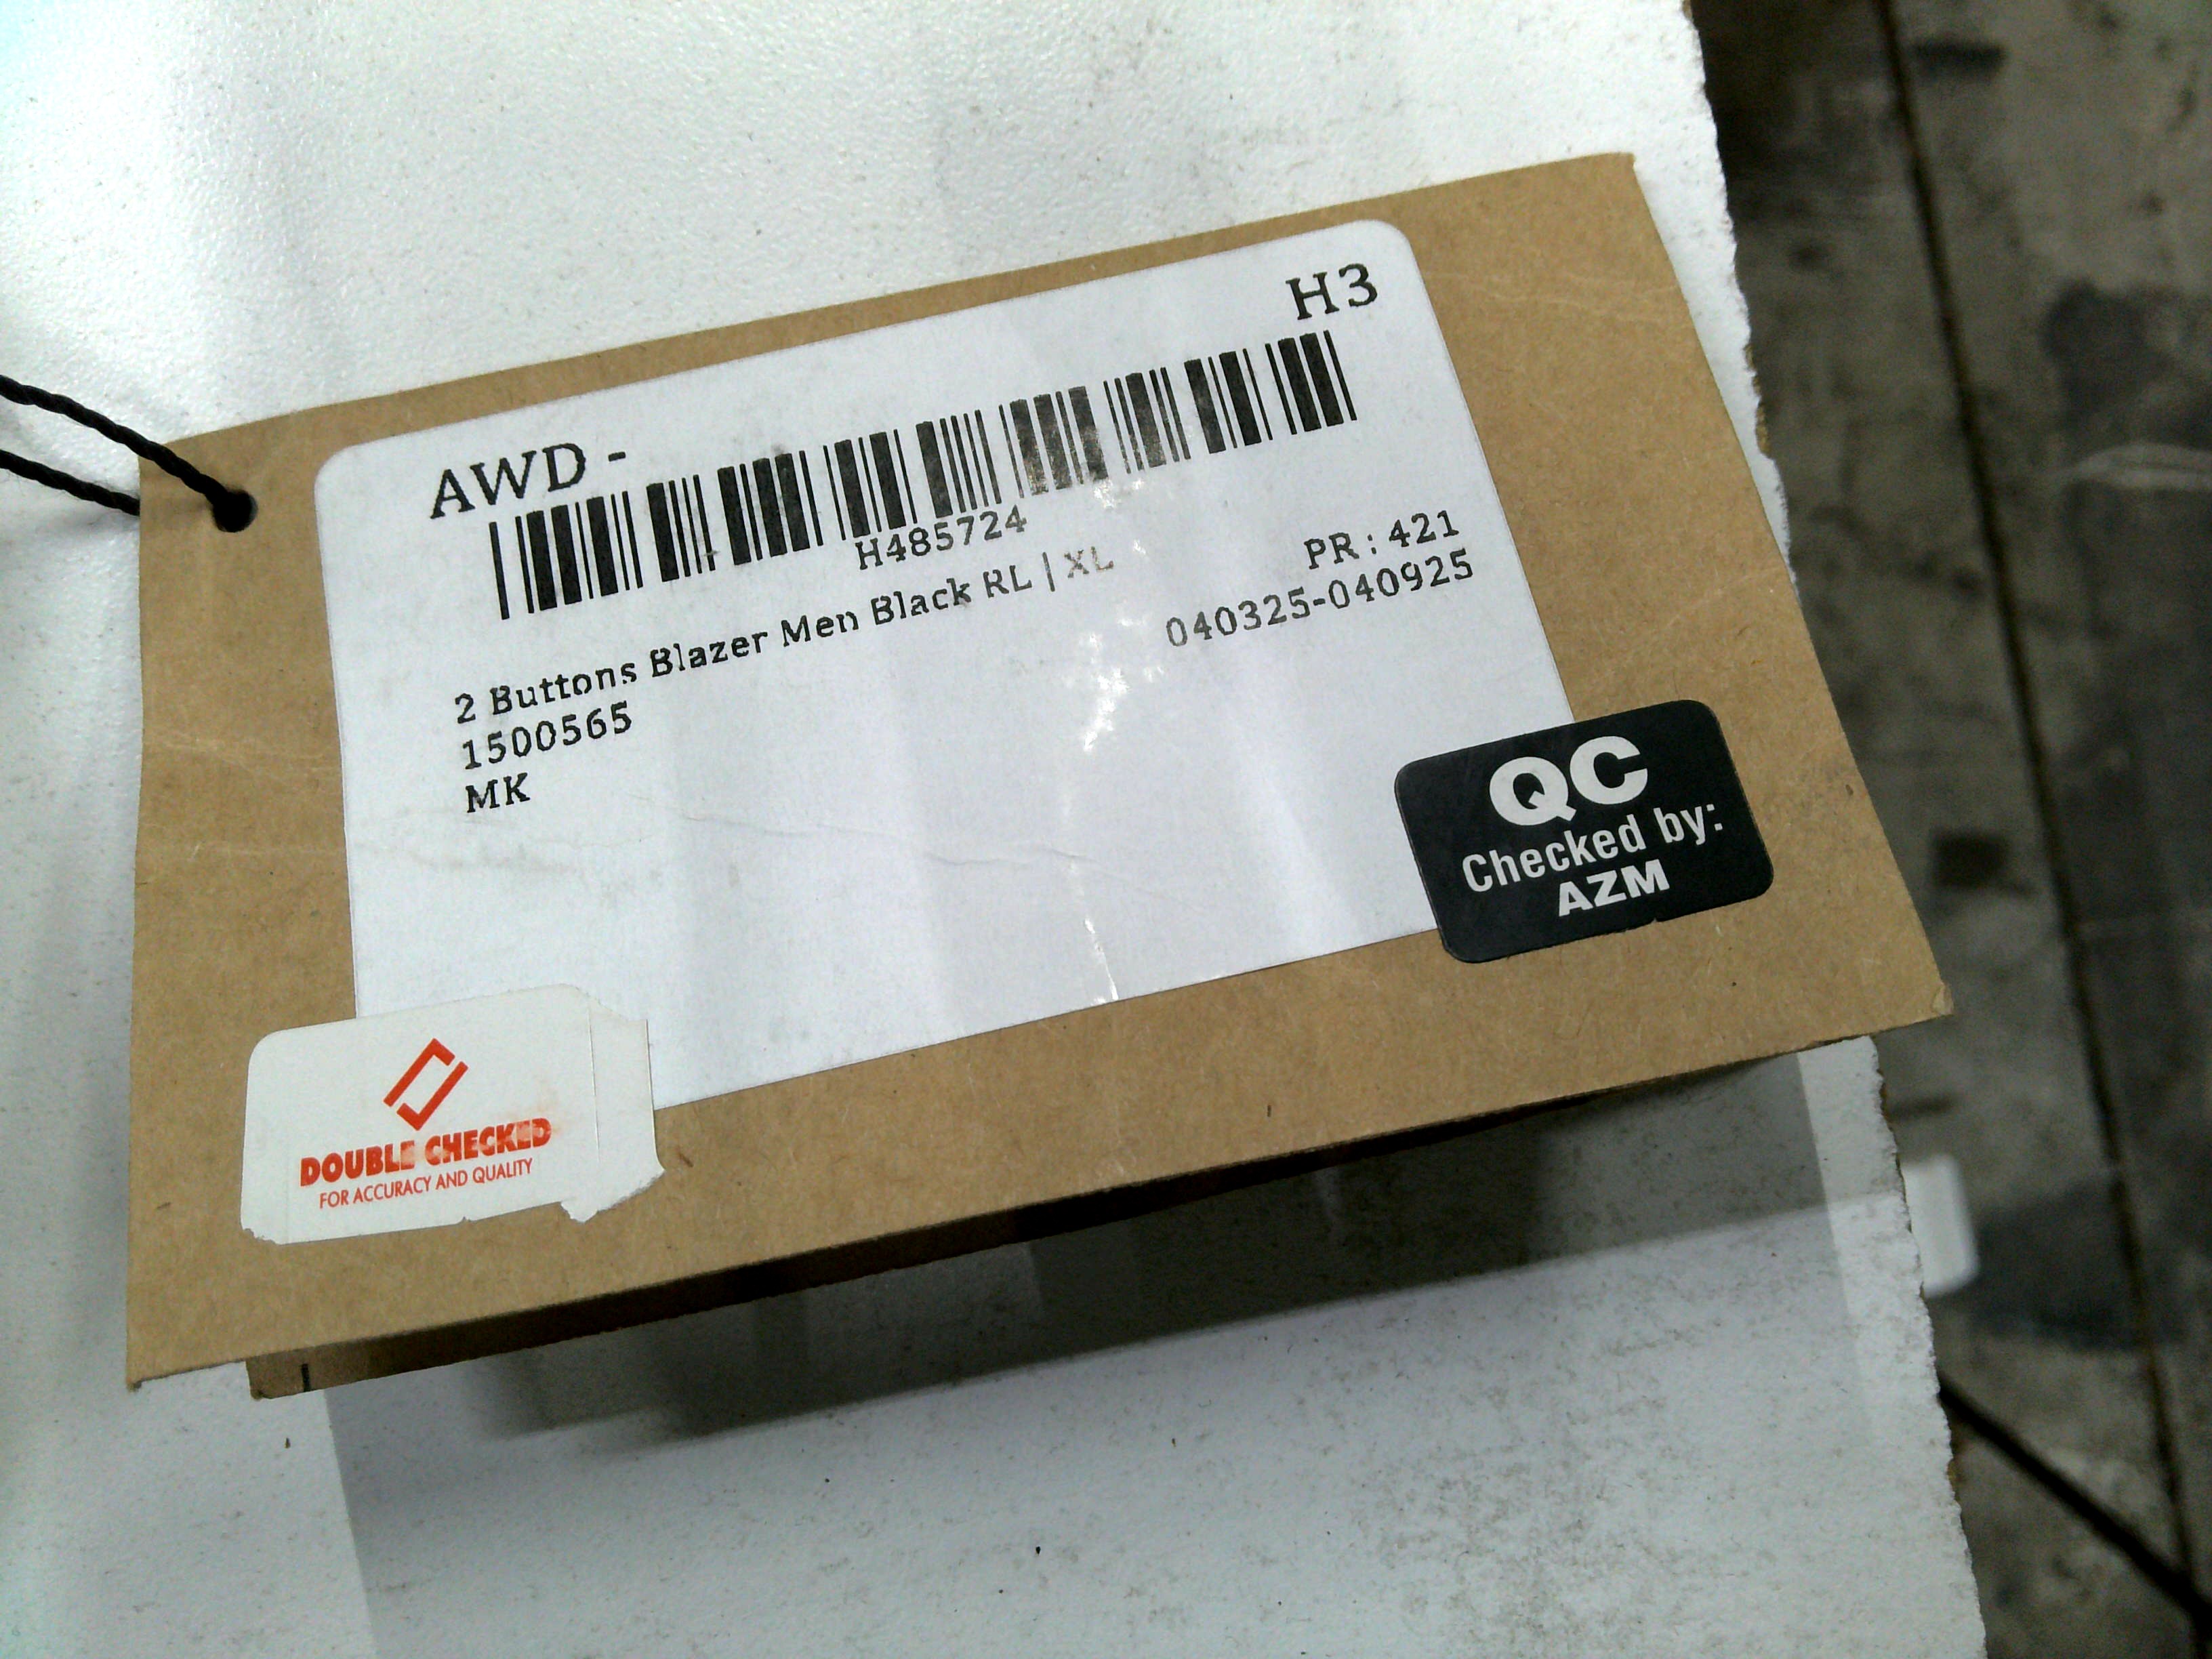 H3
AWD -
H485724
2 Buttons Blazer Men Black RL | XL
PR : 421
1500565
040325-040925
MK
QC
Checked by:
AZM
DOUBLE CHECKED
FOR ACCURACY AND QUALITY